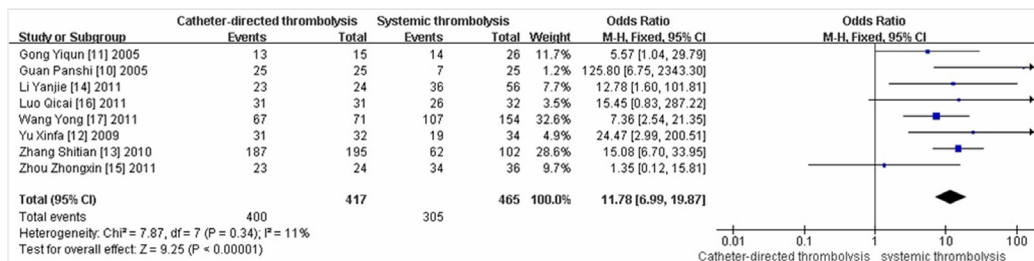 Catheter-directed thrombolysis Systemic thrombolysis Odds Ratio Odds Ratio
Study or Subgroup Events Total Events Total Weight M-H, Fixed, 95% CI M-H, Fixed, 95% CI
Gong Yiqun [11] 2005 13 15 14 26 11.7% 5.57 [1.04, 29.79]
Guan Panshi [10] 2005 25 25 7 25 1.2% 125.80 [6.75, 2343.30]
Li Yanjie [14] 2011 23 24 36 56 7.7% 12.78 [1.60, 101.81]
Luo Qicai [16] 2011 31 31 26 32 3.5% 15.45 [0.83, 287.22]
Wang Yong [17] 2011 67 71 107 154 32.6% 7.36 [2.54, 21.35]
Yu Xinfa [12] 2009 31 32 19 34 4.9% 24.47 [2.99, 200.51]
Zhang Shitian [13] 2010 187 195 62 102 28.6% 15.08 [6.70, 33.95]
Zhou Zhongxin [15] 2011 23 24 34 36 9.7% 1.35 [0.12, 15.81]
Total (95% CI) 417 465 100.0% 11.78 [6.99, 19.87]
Total events 400 305
Heterogeneity: Chi² = 7.87, df = 7 (P = 0.34); I² = 11%
Test for overall effect: Z = 9.25 (P < 0.00001)
0.01 0.1 1 10 100
Catheter-directed thrombolysis systemic thrombolysis